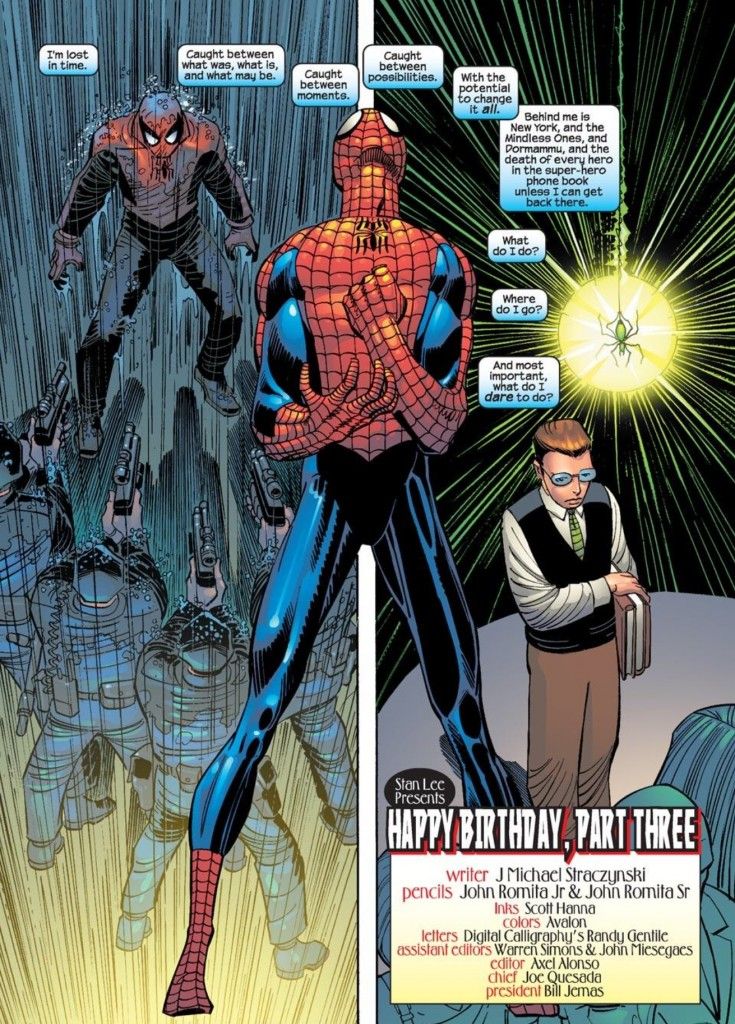 I'm lost
in time.
Caught between
what was, what is,
and what may be.
Caught
between
moments.
Caught
between
possibilities.
With the
potential
to change
it all.
Behind me is
New York, and the
Mindless Ones, and
Dormammu, and the
death of every hero
in the super-hero
phone book
unless I can get
back there.
What
do I do?
Where
do I go?
And most
important,
what do I
dare to do?
Stan Lee
Presents
HAPPY BIRTHDAY, PART THREE
writer J Michael Straczynski
pencils John Romita Jr & John Romita Sr
Inks Scott Hanna
colors Avalon
letters Digital Calligraphy's Randy Gentile
assistant editors Warren Simons & John Miesegaes
editor Axel Alonso
chief Joe Quesada
president Bill Jemas